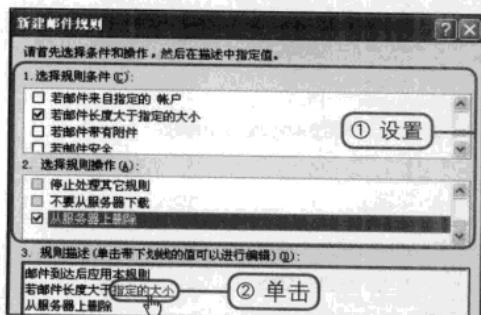 新建邮件规则
请首先选择条件和操作，然后在描述中指定值。
1.选择规则条件(C):
若邮件来自指定的 帐户
若邮件长度大于指定的大小
若邮件带有附件
若邮件安全
① 设置
2. 选择规则操作(A):
停止处理其它规则
不要从服务器下载
从服务器上删除
3. 规则描述(单击带下划线的值可以进行编辑)(D):
邮件到达后应用本规则
若邮件长度大于指定的大小
② 单击
从服务器上删除